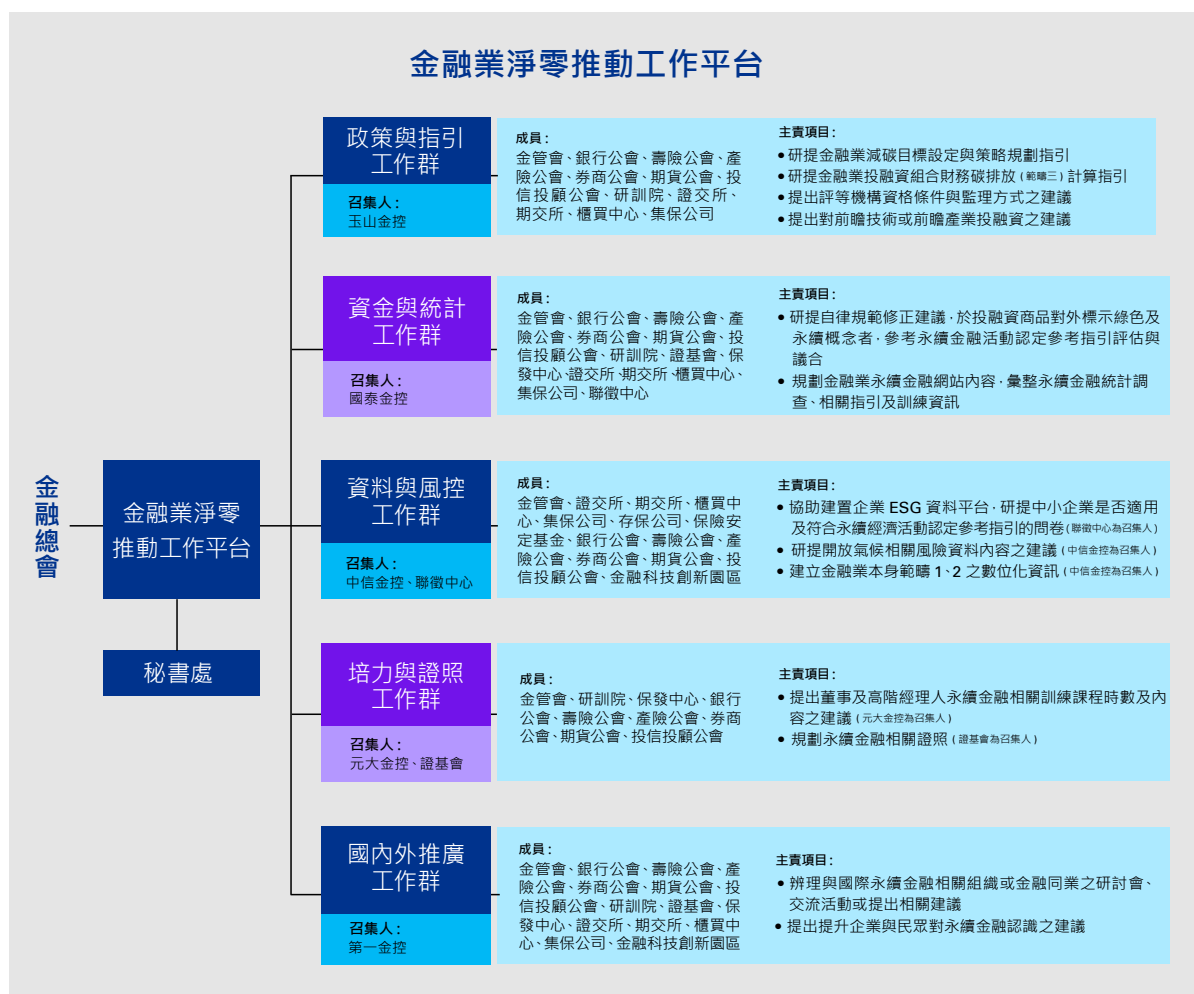 金融業淨零推動工作平台
金融總會
金融業淨零
推動工作平台
秘書處
政策與指引
工作群
召集人:
玉山金控
成員:
金管會、銀行公會、壽險公會、產
險公會、券商公會、期貨公會、投
信投顧公會、研訓院、證交所、
期交所、櫃買中心、集保公司
主責項目:
•研提金融業減碳目標設定與策略規劃指引
•研提金融業投融資組合財務碳排放(範疇三)計算指引
•提出評等機構資格條件與監理方式之建議
•提出對前瞻技術或前瞻產業投融資之建議
資金與統計
工作群
召集人:
國泰金控
成員:
金管會、銀行公會、壽險公會、產
險公會、券商公會、期貨公會、投
信投顧公會、研訓院、證基會、保
發中心、證交所、期交所、櫃買中心、
集保公司、聯徵中心
主責項目:
•研提自律規範修正建議,於投融資商品對外標示綠色及
永續概念者,參考永續金融活動認定參考指引評估與
議合
•規劃金融業永續金融網站內容,彙整永續金融統計調
查、相關指引及訓練資訊
資料與風控
工作群
召集人:
中信金控、聯徵中心
成員:
金管會、證交所、期交所、櫃買中
心、集保公司、存保公司、保險安
定基金、銀行公會、壽險公會、產
險公會、券商公會、期貨公會、投
信投顧公會、金融科技創新園區
主責項目:
•協助建置企業 ESG 資料平台,研提中小企業是否適用
及符合永續經濟活動認定參考指引的問卷(聯徵中心為召集人)
•研提開放氣候相關風險資料內容之建議(中信金控為召集人)
•建立金融業本身範疇 1、2 之數位化資訊(中信金控為召集人)
培力與證照
工作群
召集人:
元大金控、證基會
成員:
金管會、研訓院、保發中心、銀行
公會、壽險公會、產險公會、券商
公會、期貨公會、投信投顧公會
主責項目:
•提出董事及高階經理人永續金融相關訓練課程時數及內
容之建議(元大金控為召集人)
•規劃永續金融相關證照(證基會為召集人)
國內外推廣
工作群
召集人:
第一金控
成員:
金管會、銀行公會、壽險公會、產
險公會、券商公會、期貨公會、投
信投顧公會、研訓院、證基會、保
發中心、證交所、期交所、櫃買中
心、集保公司、金融科技創新園區
主責項目:
•辨理與國際永續金融相關組織或金融同業之研討會、
交流活動或提出相關建議
•提出提升企業與民眾對永續金融認識之建議